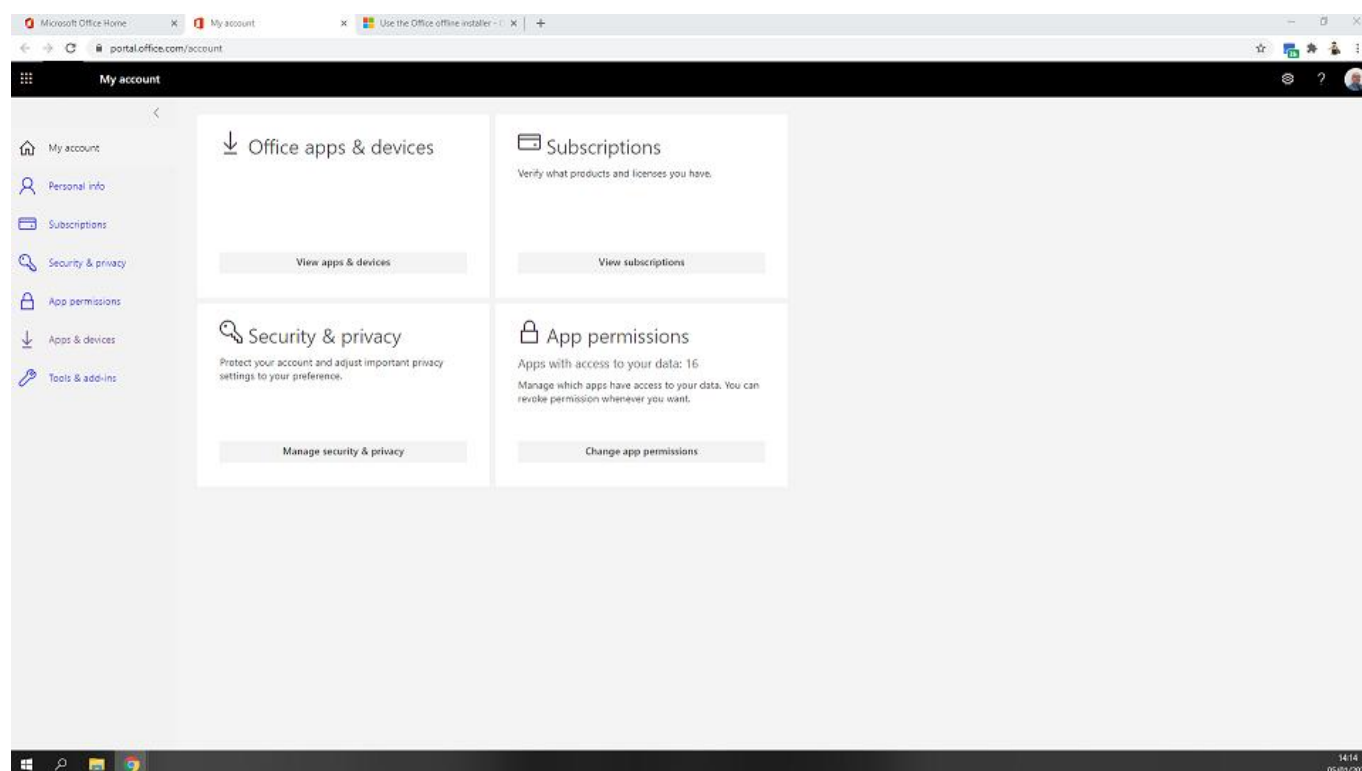 Microsoft Office Home
My account
Use the Office offline installer -
portal.office.com/account
My account
?
My account
Personal info
Subscriptions
Security & privacy
App permissions
Apps & devices
Tools & add-ins
Office apps & devices
View apps & devices
Subscriptions
Verify what products and licenses you have.
View subscriptions
Security & privacy
Protect your account and adjust important privacy
settings to your preference.
Manage security & privacy
App permissions
Apps with access to your data: 16
Manage which apps have access to your data. You can
revoke permission whenever you want.
Change app permissions
14:14